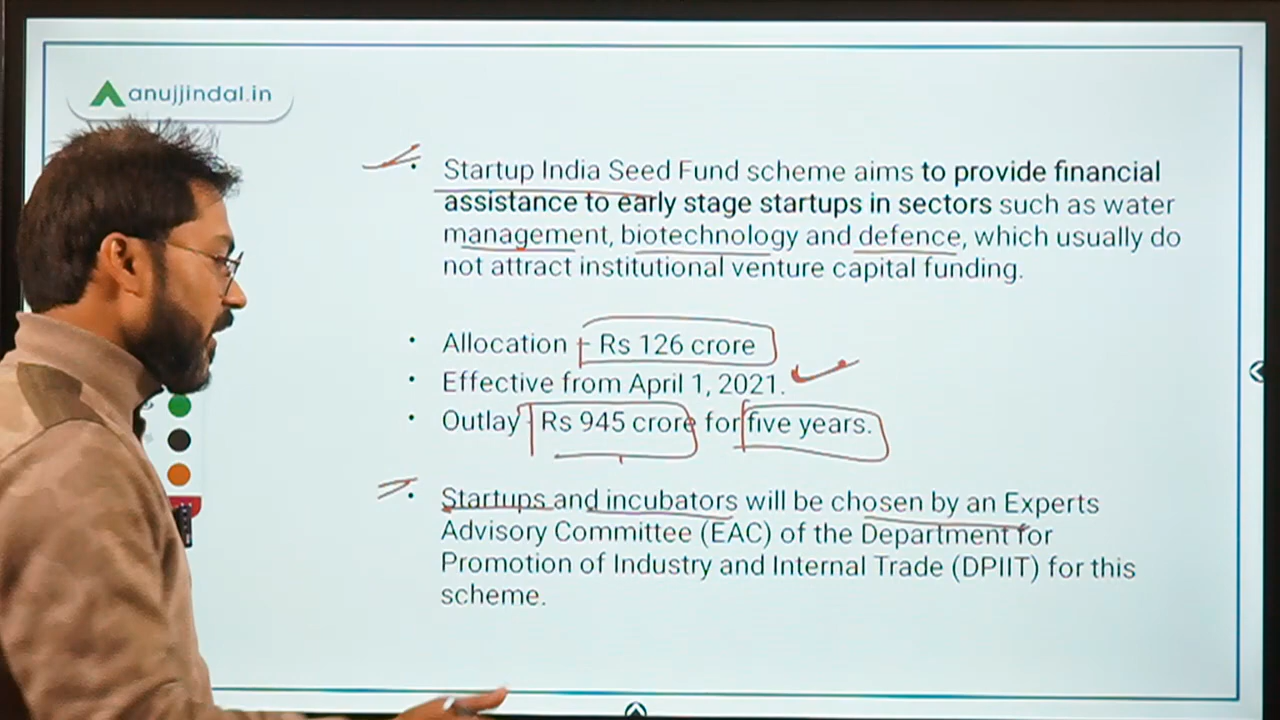 anujjindal.in
• Startup India Seed Fund scheme aims to provide financial
assistance to early stage startups in sectors such as water
management, biotechnology and defence, which usually do
not attract institutional venture capital funding.
• Allocation - Rs 126 crore
• Effective from April 1, 2021.
• Outlay - Rs 945 crore for five years.
• Startups and incubators will be chosen by an Experts
Advisory Committee (EAC) of the Department for
Promotion of Industry and Internal Trade (DPIIT) for this
scheme.